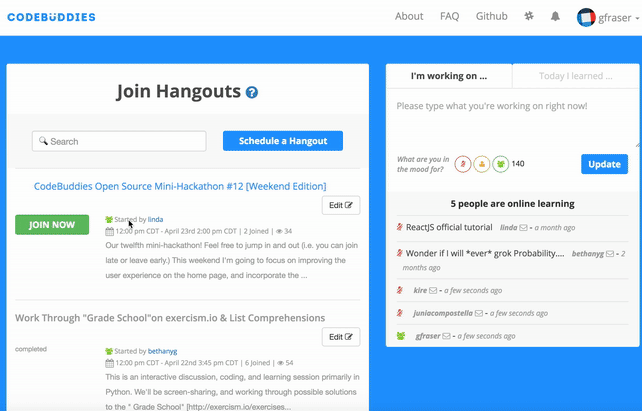 CODEBUDDIES
About FAQ Github gfraser
Join Hangouts ?
Search
Schedule a Hangout
CodeBuddies Open Source Mini-Hackathon #12 [Weekend Edition]
Edit
JOIN NOW
Started by linda
12:00 pm CDT - April 23rd 2:00 pm CDT | 2 Joined | 34
Our twelfth mini-hackathon! Feel free to jump in and out (i.e. you can join
late or leave early.) This weekend I'm going to focus on improving the
user experience on the home page, and incorporate the ...
Work Through "Grade School"on exercism.io & List Comprehensions
Edit
completed
Started by bethanyg
12:00 pm CDT - April 22nd 3:45 pm CDT | 6 Joined | 54
This is an interactive discussion, coding, and learning session primarily in
Python. We'll be screen-sharing, and working through possible solutions
to the " Grade School" [http://exercism.io/exercises...
I'm working on ...
Today I learned ...
Please type what you're working on right now!
What are you in
the mood for?
140
Update
5 people are online learning
ReactJS official tutorial linda - a month ago
Wonder if I will *ever* grok Probability.... bethanyg - 2
months ago
kire - a few seconds ago
juniacompostella - a few seconds ago
gfraser - a few seconds ago